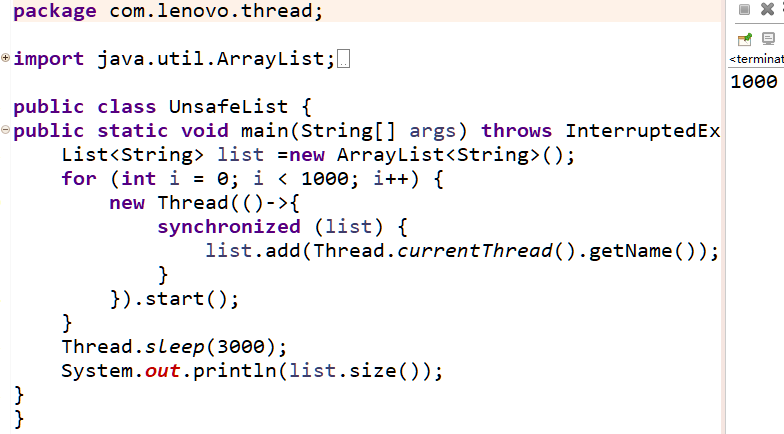 package com.lenovo.thread;
import java.util.ArrayList;
public class UnsafeList {
public static void main(String[] args) throws InterruptedEx
    List<String> list =new ArrayList<String>();
    for (int i = 0; i < 1000; i++) {
        new Thread(()->{
            synchronized (list) {
                list.add(Thread.currentThread().getName());
            }
        }).start();
    }
    Thread.sleep(3000);
    System.out.println(list.size());
}
}
<terminat
1000